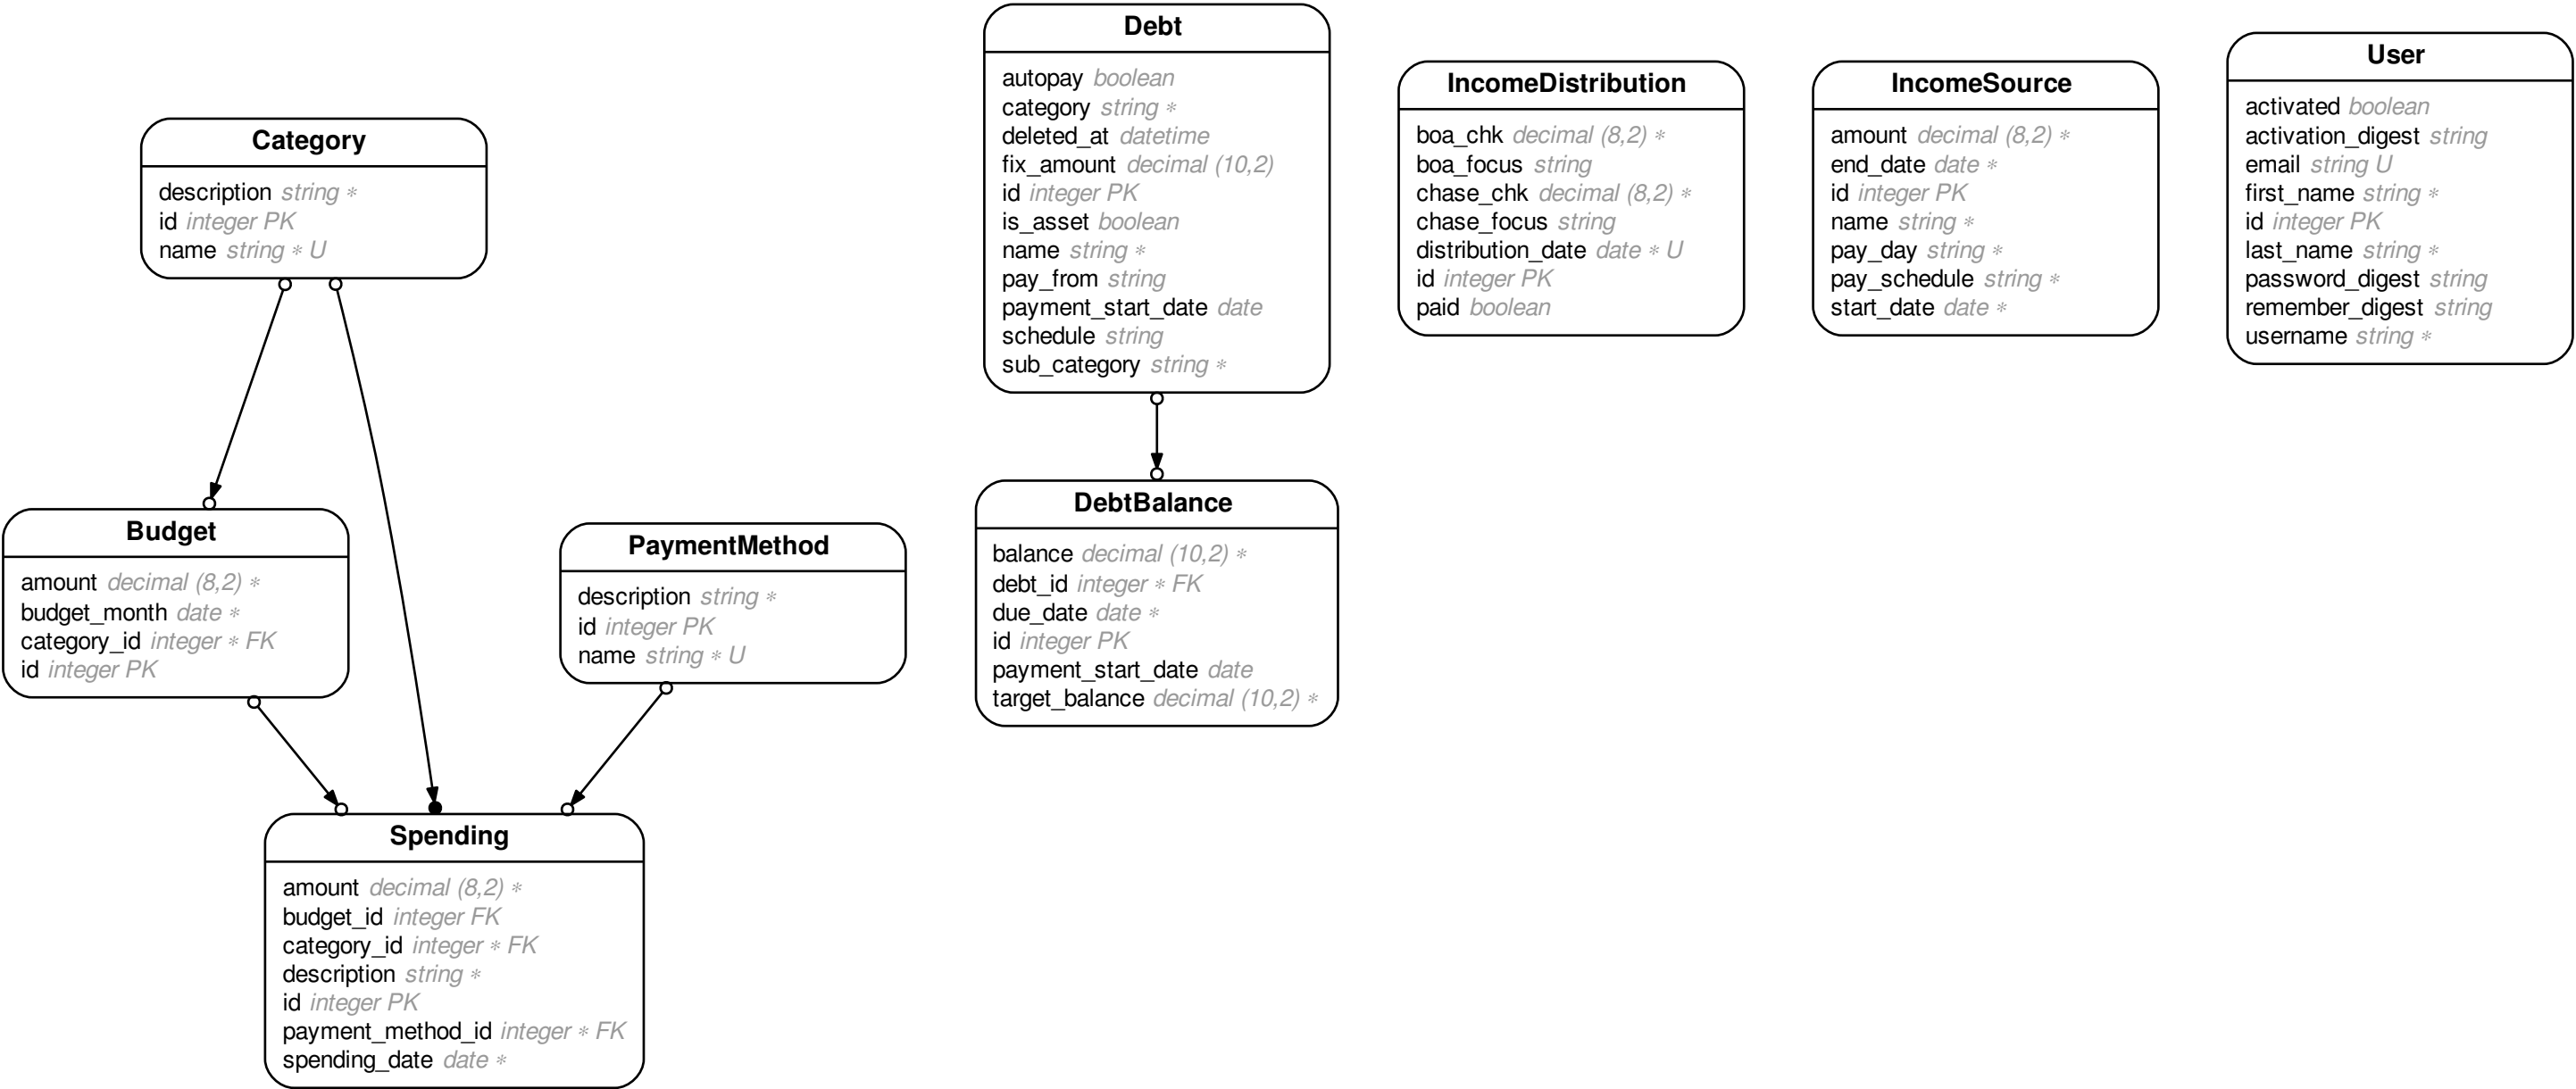 Category
description string *
id integer PK
name string * U
Budget
amount decimal (8,2) *
budget_month date *
category_id integer * FK
id integer PK
PaymentMethod
description string *
id integer PK
name string * U
Spending
amount decimal (8,2) *
budget_id integer FK
category_id integer * FK
description string *
id integer PK
payment_method_id integer * FK
spending_date date *
Debt
autopay boolean
category string *
deleted_at datetime
fix_amount decimal (10,2)
id integer PK
is_asset boolean
name string *
pay_from string
payment_start_date date
schedule string
sub_category string *
DebtBalance
balance decimal (10,2) *
debt_id integer * FK
due_date date *
id integer PK
payment_start_date date
target_balance decimal (10,2) *
IncomeDistribution
boa_chk decimal (8,2) *
boa_focus string
chase_chk decimal (8,2) *
chase_focus string
distribution_date date * U
id integer PK
paid boolean
IncomeSource
amount decimal (8,2) *
end_date date *
id integer PK
name string *
pay_day string *
pay_schedule string *
start_date date *
User
activated boolean
activation_digest string
email string U
first_name string *
id integer PK
last_name string *
password_digest string
remember_digest string
username string *